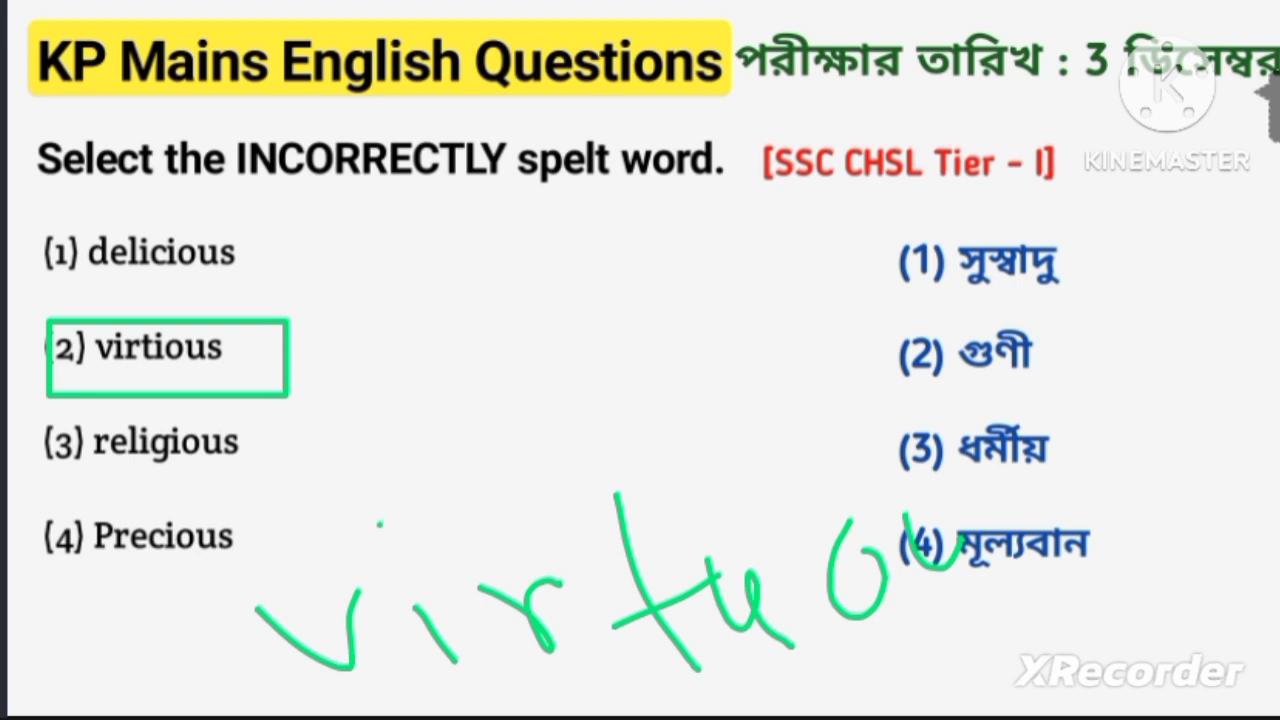 KP Mains English Questions পরীক্ষার তারিখ : 3 ডিসেম্বর
Select the INCORRECTLY spelt word. [SSC CHSL Tier - I] KINEMASTER
(1) delicious (1) সুস্বাদু
(2) virtious (2) গুণী
(3) religious (3) ধর্মীয়
(4) Precious (4) মূল্যবান
virtuou
XRecorder